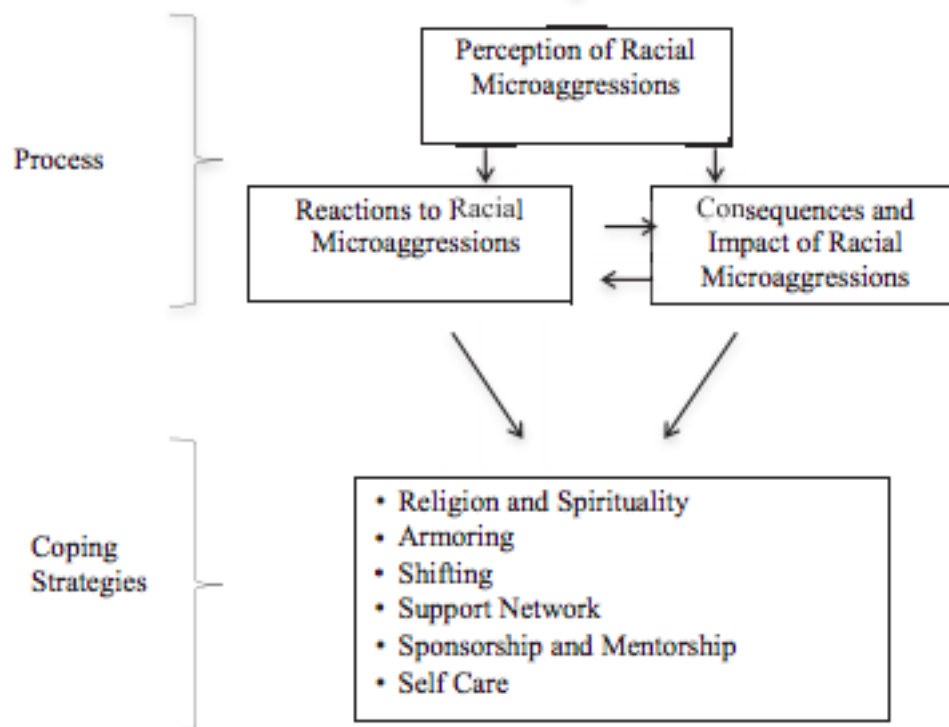 Perception of Racial
Microaggressions
Process
Reactions to Racial
Microaggressions
Consequences and
Impact of Racial
Microaggressions
Coping
Strategies
• Religion and Spirituality
• Armoring
• Shifting
• Support Network
• Sponsorship and Mentorship
• Self Care